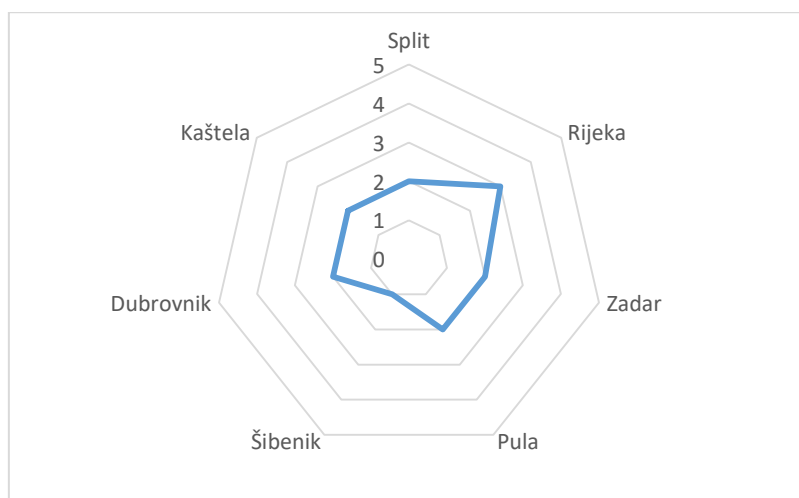 Split
5
4
3
2
1
0
Rijeka
Zadar
Pula
Šibenik
Dubrovnik
Kaštela